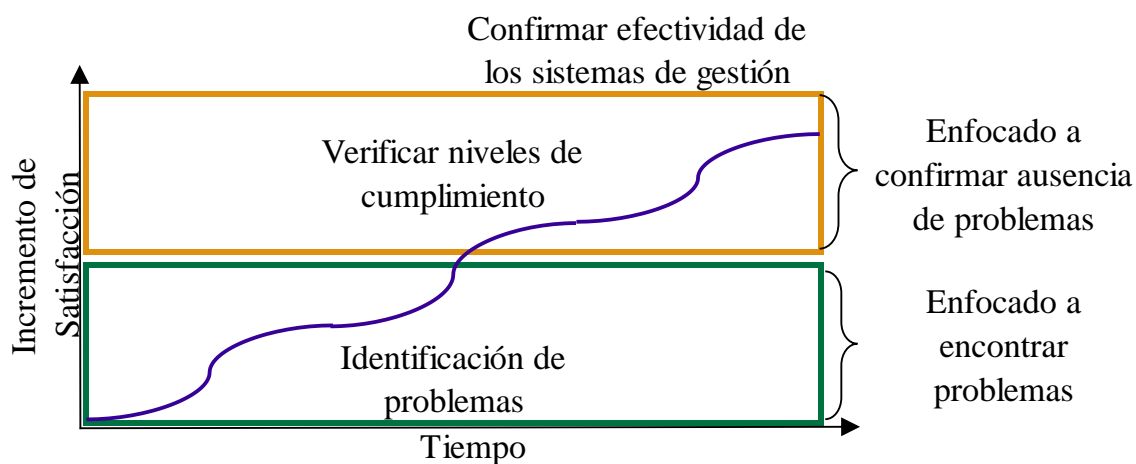 Confirmar efectividad de
los sistemas de gestión
Verificar niveles de
cumplimiento
Enfocado a
confirmar ausencia
de problemas
Incremento de
Satisfacción
Identificación de
problemas
Enfocado a
encontrar
problemas
Tiempo